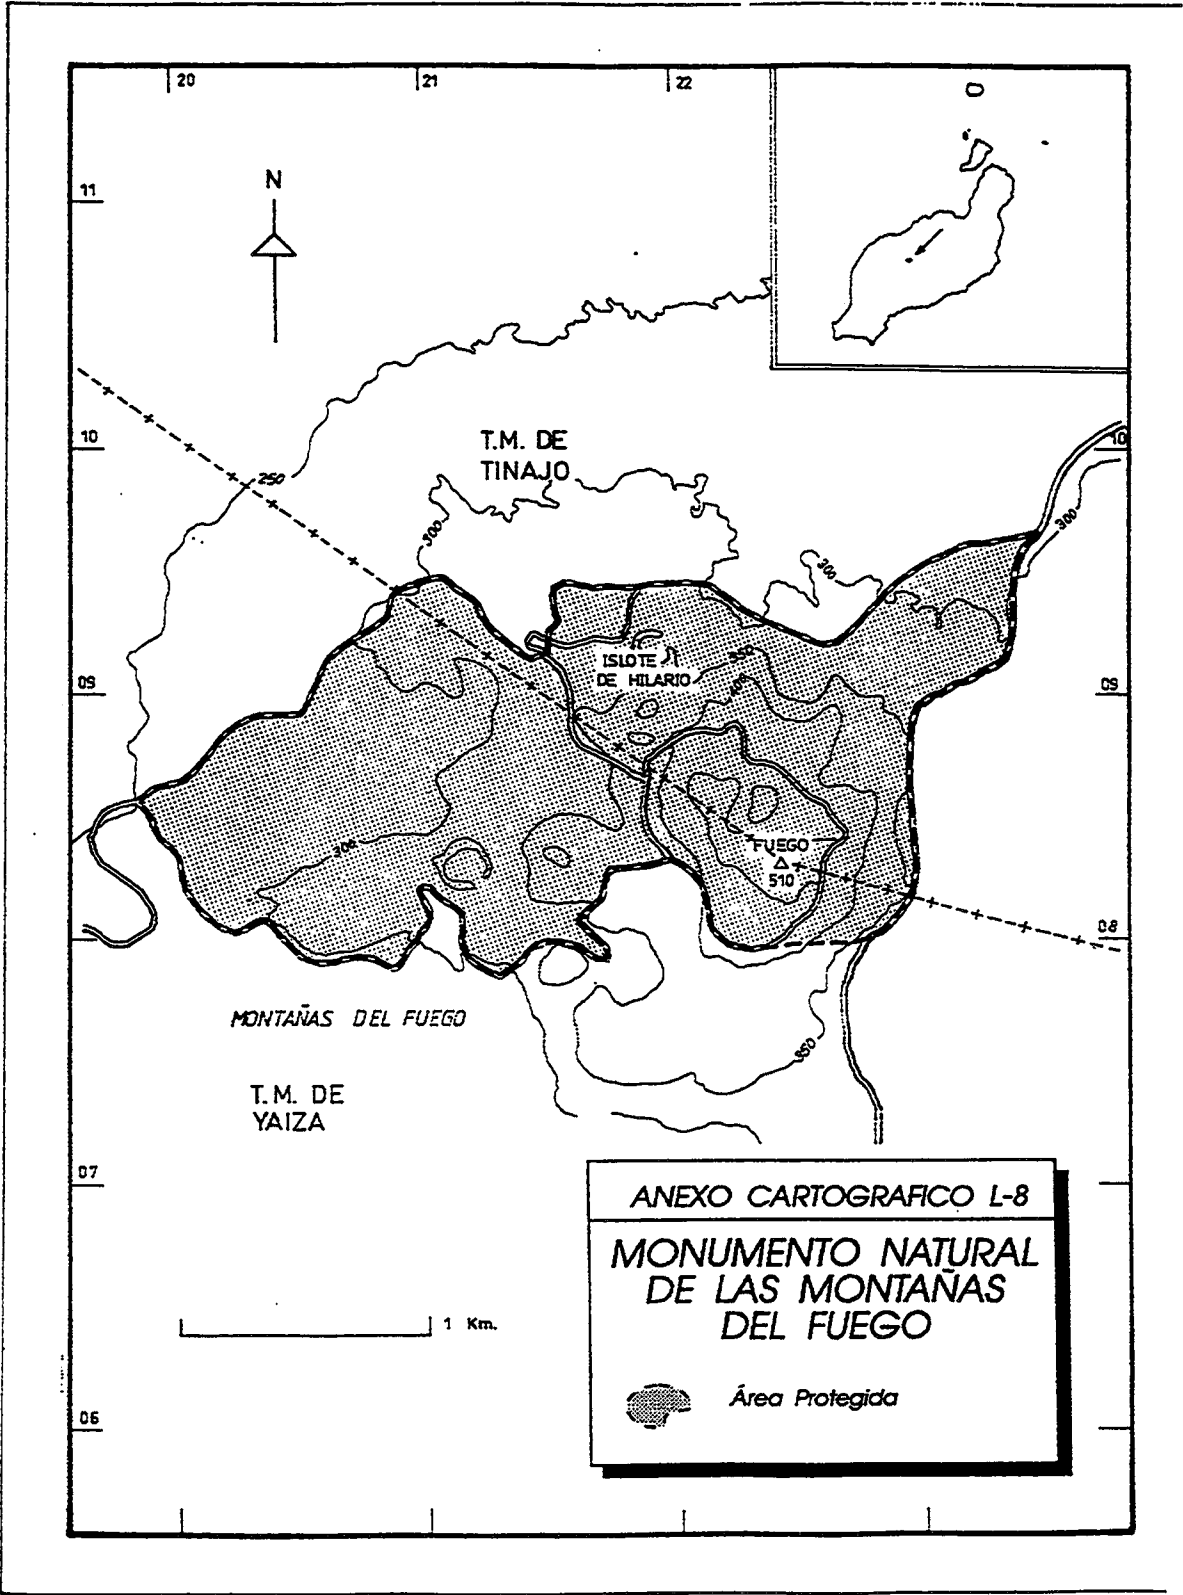 20
21
22
11
N
10
10
T.M. DE
TINAJO
250
300
300
300
ISLOTE
DE HILARIO
350
400
09
09
300
FUEGO
510
08
MONTAÑAS DEL FUEGO
350
T.M. DE
YAIZA
07
ANEXO CARTOGRAFICO L-8
MONUMENTO NATURAL
DE LAS MONTAÑAS
DEL FUEGO
1 Km.
Área Protegida
06